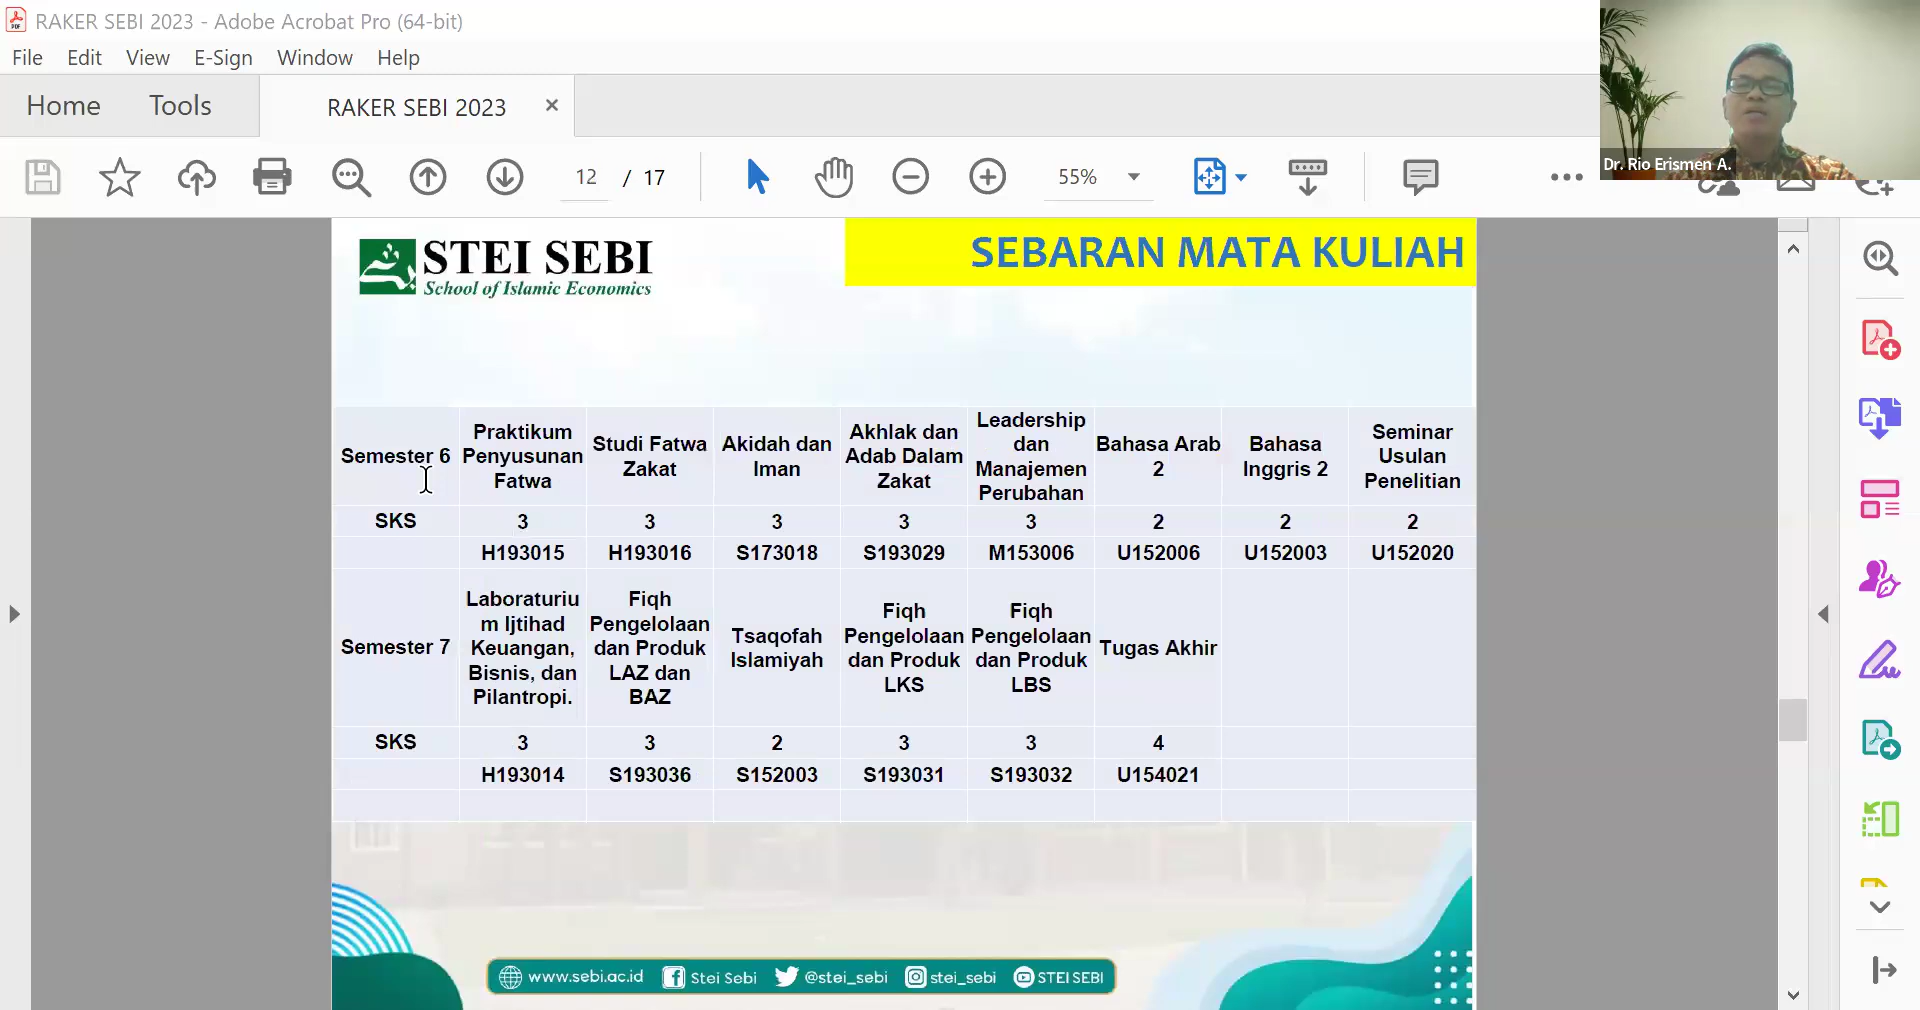 RAKER SEBI 2023 - Adobe Acrobat Pro (64-bit)
File Edit View E-Sign Window Help
Home Tools RAKER SEBI 2023
12 / 17 55%
Dr. Rio Erismen A.
STEI SEBI
School of Islamic Economics
SEBARAN MATA KULIAH
Semester 6
Praktikum
Penyusunan
Fatwa
Studi Fatwa
Zakat
Akidah dan
Iman
Akhlak dan
Adab Dalam
Zakat
Leadership
dan
Manajemen
Perubahan
Bahasa Arab
2
Bahasa
Inggris 2
Seminar
Usulan
Penelitian
SKS 3 3 3 3 3 2 2 2
H193015 H193016 S173018 S193029 M153006 U152006 U152003 U152020
Semester 7
Laboraturiu
m Ijtihad
Keuangan,
Bisnis, dan
Pilantropi.
Fiqh
Pengelolaan
dan Produk
LAZ dan
BAZ
Tsaqofah
Islamiyah
Fiqh
Pengelolaan
dan Produk
LKS
Fiqh
Pengelolaan
dan Produk
LBS
Tugas Akhir
SKS 3 3 2 3 3 4
H193014 S193036 S152003 S193031 S193032 U154021
www.sebi.ac.id Stei Sebi @stei_sebi stei_sebi STEI SEBI